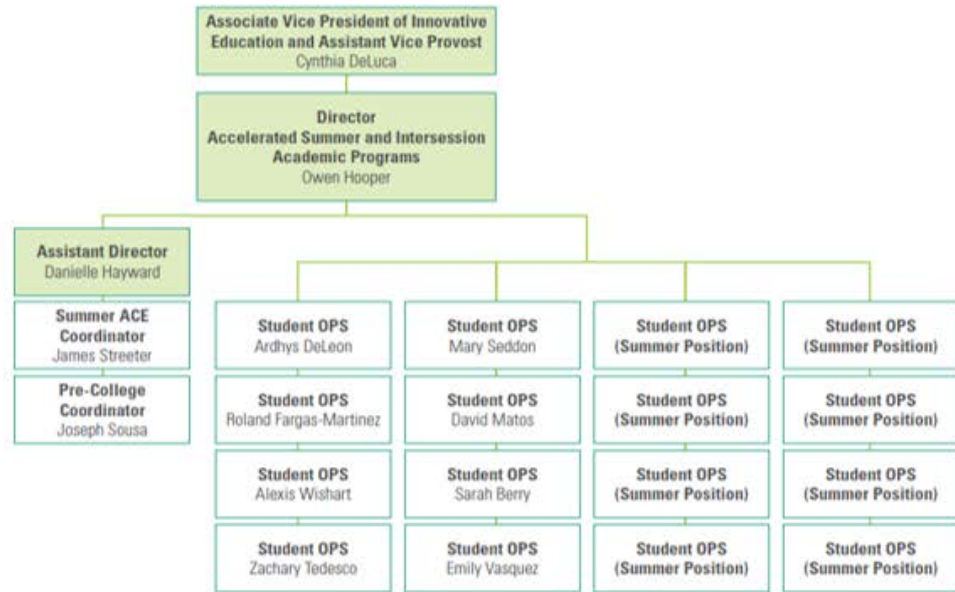 Associate Vice President of Innovative
Education and Assistant Vice Provost
Cynthia DeLuca
Director
Accelerated Summer and Intersession
Academic Programs
Owen Hooper
Assistant Director
Danielle Hayward
Summer ACE
Coordinator
James Streeter
Pre-College
Coordinator
Joseph Sousa
Student OPS
Ardhys DeLeon
Student OPS
Roland Fargas-Martinez
Student OPS
Alexis Wishart
Student OPS
Zachary Tedesco
Student OPS
Mary Seddon
Student OPS
David Matos
Student OPS
Sarah Berry
Student OPS
Emily Vasquez
Student OPS
(Summer Position)
Student OPS
(Summer Position)
Student OPS
(Summer Position)
Student OPS
(Summer Position)
Student OPS
(Summer Position)
Student OPS
(Summer Position)
Student OPS
(Summer Position)
Student OPS
(Summer Position)